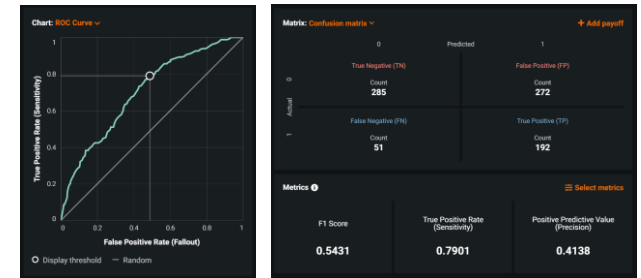 Chart: ROC Curve
1
0.8
0.6
0.4
0.2
0
0 0.2 0.4 0.6 0.8 1
True Positive Rate (Sensitivity)
False Positive Rate (Fallout)
Display threshold Random
Matrix: Confusion matrix + Add payoff
0 Predicted 1
Actual
0
1
True Negative (TN) False Positive (FP)
Count Count
285 272
False Negative (FN) True Positive (TP)
Count Count
51 192
Metrics Select metrics
F1 Score
0.5431
True Positive Rate
(Sensitivity)
0.7901
Positive Predictive Value
(Precision)
0.4138